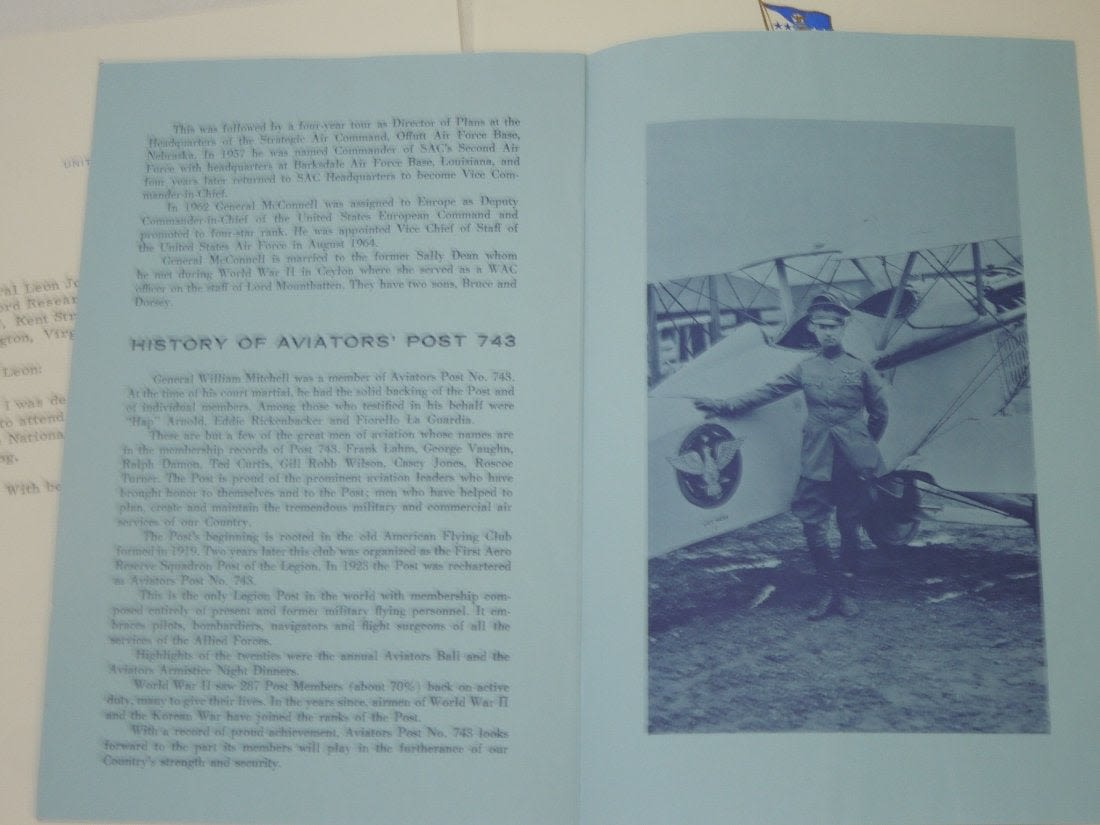 This was followed by a four-year tour as Director of Plans at the
Headquarters of the Strategic Air Command, Offutt Air Force Base,
Nebraska. In 1957 he was named Commander of SAC's Second Air
Force with headquarters at Barksdale Air Force Base, Louisiana, and
four years later returned to SAC Headquarters to become Vice Com-
mander-in-Chief.
In 1962 General McConnell was assigned to Europe as Deputy
Commander-in-Chief of the United States European Command and
promoted to four-star rank. He was appointed Vice Chief of Staff of
the United States Air Force in August 1964.
General McConnell is married to the former Sally Dean whom
he met during World War II in Ceylon where she served as a WAC
officer on the staff of Lord Mountbatten. They have two sons, Bruce and
Dorsey.
HISTORY OF AVIATORS' POST 743
General William Mitchell was a member of Aviators Post No. 743.
At the time of his court martial, he had the solid backing of the Post and
of individual members. Among those who testified in his behalf were
"Hap" Arnold, Eddie Rickenbacker and Fiorello La Guardia.
These are but a few of the great men of aviation whose names are
in the membership records of Post 743. Frank Lahm, George Vaughn,
Ralph Damon, Ted Curtis, Gill Robb Wilson, Casey Jones, Roscoe
Turner. The Post is proud of the prominent aviation leaders who have
brought honor to themselves and to the Post; men who have helped to
plan, create and maintain the tremendous military and commercial air
services of our Country.
The Post's beginning is rooted in the old American Flying Club
formed in 1919. Two years later this club was organized as the First Aero
Reserve Squadron Post of the Legion. In 1923 the Post was rechartered
as Aviators Post No. 743.
This is the only Legion Post in the world with membership com-
posed entirely of present and former military flying personnel. It em-
braces pilots, bombardiers, navigators and flight surgeons of all the
services of the Allied Forces.
Highlights of the twenties were the annual Aviators Ball and the
Aviators Armistice Night Dinners.
World War II saw 287 Post Members (about 70%) back on active
duty, many to give their lives. In the years since, airmen of World War II
and the Korean War have joined the ranks of the Post.
With a record of proud achievement, Aviators Post No. 743 looks
forward to the part its members will play in the furtherance of our
Country's strength and security.
UNIT
al Leon Jo
ord Resear
, Kent Str
gton, Virg
Leon:
I was de
to attend
Nationa
ng.
With be